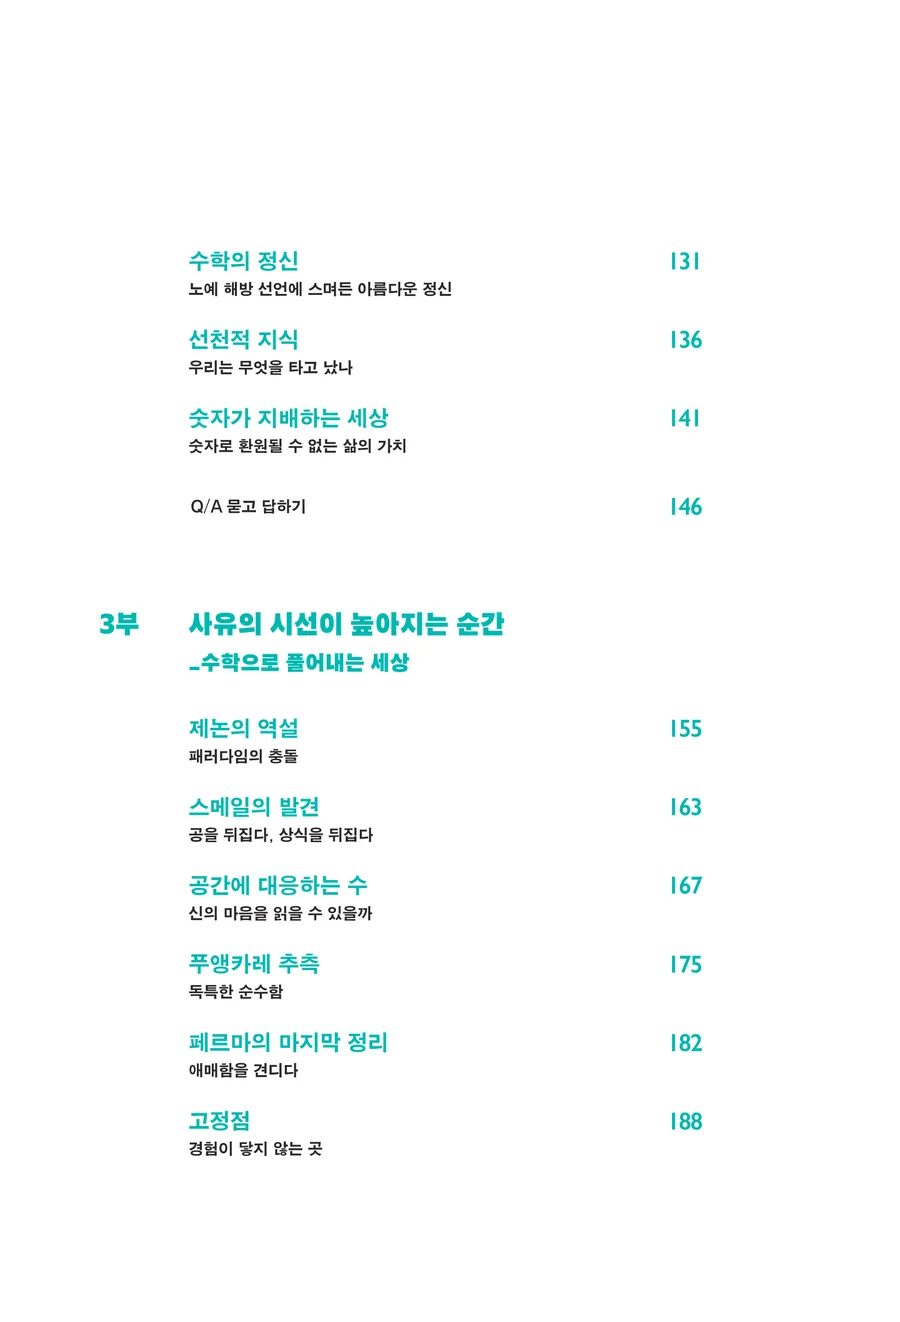 수학의 정신 131
노예 해방 선언에 스며든 아름다운 정신
선천적 지식 136
우리는 무엇을 타고 났나
숫자가 지배하는 세상 141
숫자로 환원될 수 없는 삶의 가치
Q/A 묻고 답하기 146
3부 사유의 시선이 높아지는 순간
_수학으로 풀어내는 세상
제논의 역설 155
패러다임의 충돌
스메일의 발견 163
공을 뒤집다, 상식을 뒤집다
공간에 대응하는 수 167
신의 마음을 읽을 수 있을까
푸앵카레 추측 175
독특한 순수함
페르마의 마지막 정리 182
애매함을 견디다
고정점 188
경험이 닿지 않는 곳